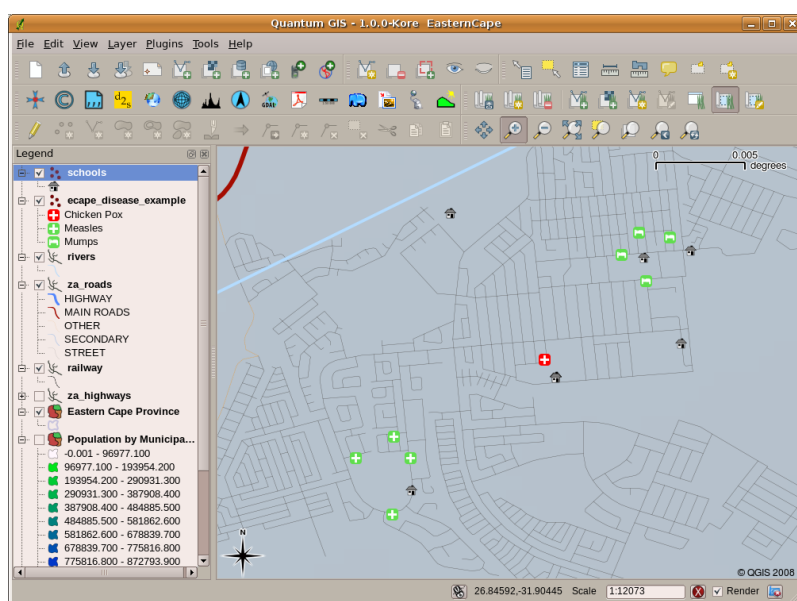 Quantum GIS - 1.0.0-Kore EasternCape
File Edit View Layer Plugins Tools Help
Legend
schools
ecape_disease_example
Chicken Pox
Measles
Mumps
rivers
za_roads
HIGHWAY
MAIN ROADS
OTHER
SECONDARY
STREET
railway
za_highways
Eastern Cape Province
Population by Municipa...
-0.001 - 96977.100
96977.100 - 193954.200
193954.200 - 290931.300
290931.300 - 387908.400
387908.400 - 484885.500
484885.500 - 581862.600
581862.600 - 678839.700
678839.700 - 775816.800
775816.800 - 872793.900
0 0.005
degrees
N
© QGIS 2008
26.84592,-31.90445 Scale 1:12073 Render